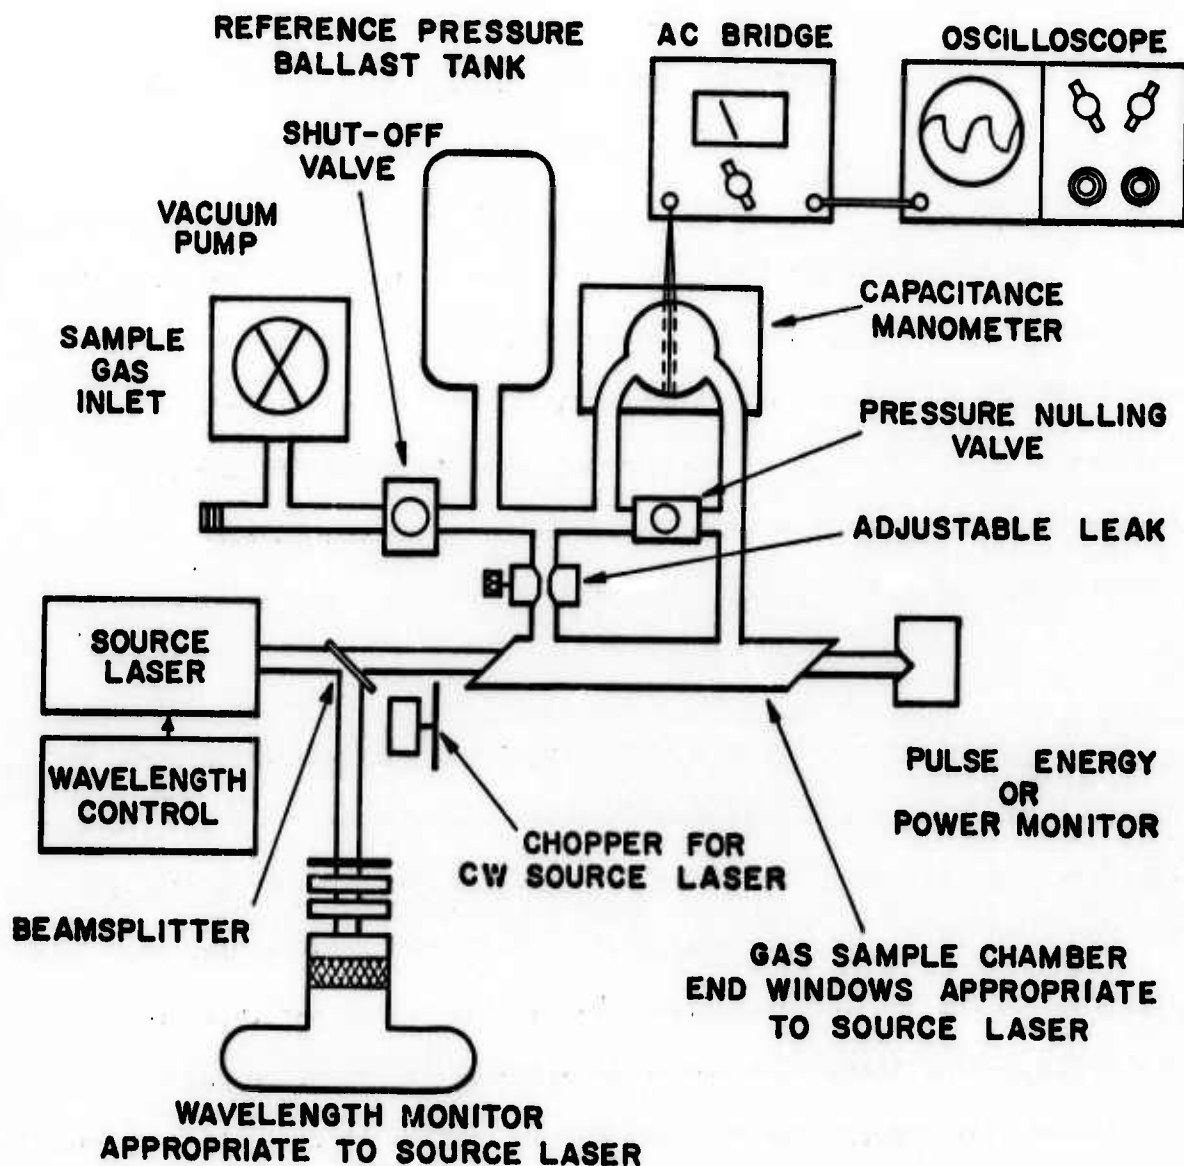 REFERENCE PRESSURE
BALLAST TANK
AC BRIDGE
OSCILLOSCOPE
SHUT-OFF
VALVE
VACUUM
PUMP
SAMPLE
GAS
INLET
CAPACITANCE
MANOMETER
PRESSURE NULLING
VALVE
ADJUSTABLE LEAK
SOURCE
LASER
WAVELENGTH
CONTROL
PULSE ENERGY
OR
POWER MONITOR
CHOPPER FOR
CW SOURCE LASER
BEAMSPLITTER
GAS SAMPLE CHAMBER
END WINDOWS APPROPRIATE
TO SOURCE LASER
WAVELENGTH MONITOR
APPROPRIATE TO SOURCE LASER